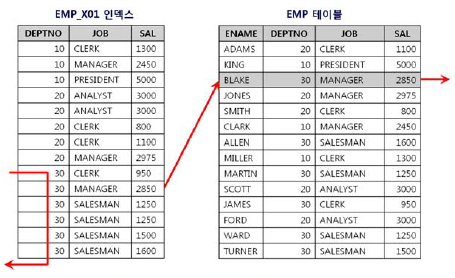 EMP_X01 인덱스
DEPTNO JOB SAL
10 CLERK 1300
10 MANAGER 2450
10 PRESIDENT 5000
20 ANALYST 3000
20 ANALYST 3000
20 CLERK 800
20 CLERK 1100
20 MANAGER 2975
30 CLERK 950
30 MANAGER 2850
30 SALESMAN 1250
30 SALESMAN 1250
30 SALESMAN 1500
30 SALESMAN 1600
EMP 테이블
ENAME DEPTNO JOB SAL
ADAMS 20 CLERK 1100
KING 10 PRESIDENT 5000
BLAKE 30 MANAGER 2850
JONES 20 MANAGER 2975
SMITH 20 CLERK 800
CLARK 10 MANAGER 2450
ALLEN 30 SALESMAN 1600
MILLER 10 CLERK 1300
MARTIN 30 SALESMAN 1250
SCOTT 20 ANALYST 3000
JAMES 30 CLERK 950
FORD 20 ANALYST 3000
WARD 30 SALESMAN 1250
TURNER 30 SALESMAN 1500